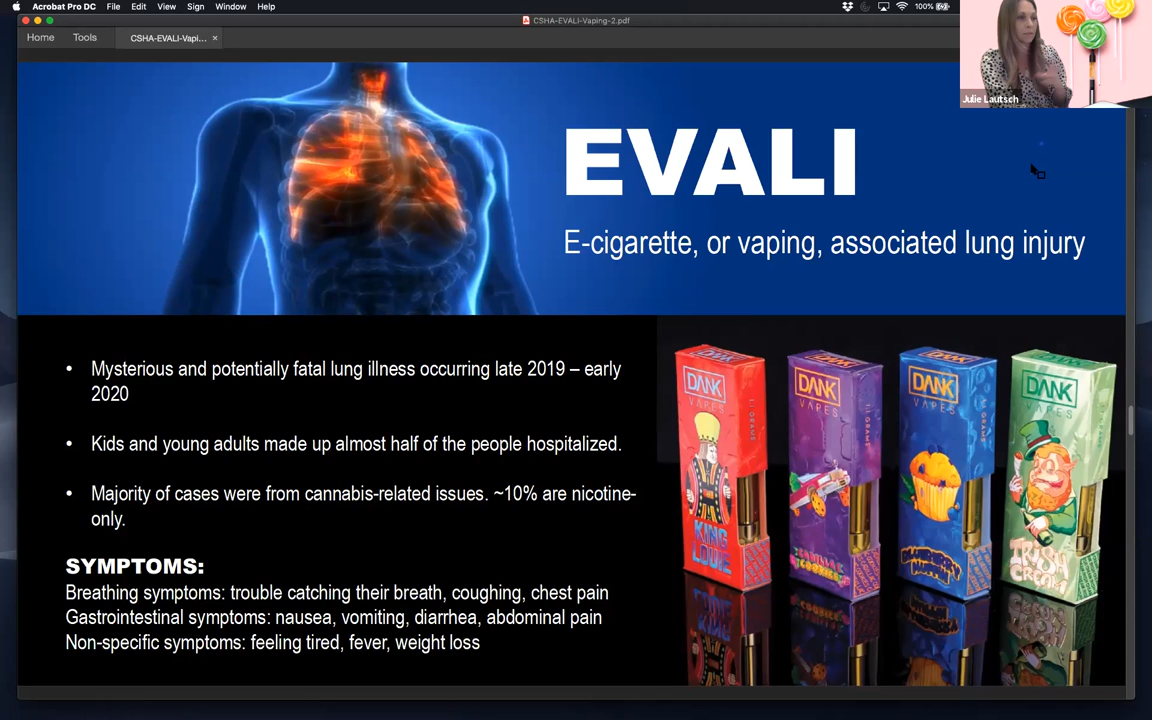 Acrobat Pro DC File Edit View Sign Window Help
100%
CSHA-EVALI-Vaping-2.pdf
Home Tools CSHA-EVALI-Vapi... ×
Julie Lautsch
EVALI
E-cigarette, or vaping, associated lung injury
• Mysterious and potentially fatal lung illness occurring late 2019 – early
2020
• Kids and young adults made up almost half of the people hospitalized.
• Majority of cases were from cannabis-related issues. ~10% are nicotine-
only.
SYMPTOMS:
Breathing symptoms: trouble catching their breath, coughing, chest pain
Gastrointestinal symptoms: nausea, vomiting, diarrhea, abdominal pain
Non-specific symptoms: feeling tired, fever, weight loss
DANK
VAPES
KING
LOUIE
DANK
VAPES
COOKIES
DANK
VAPES
DANK
VAPES
IRISH
CREAM